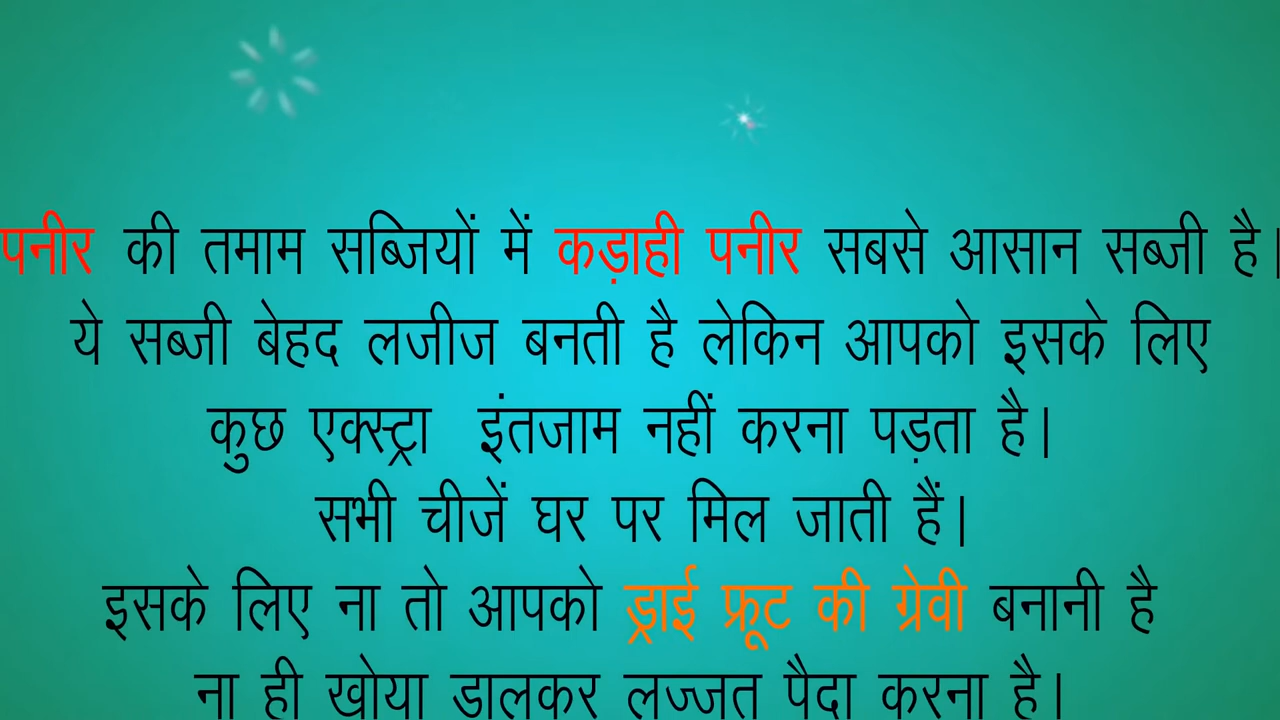 पनीर की तमाम सब्जियों में कड़ाही पनीर सबसे आसान सब्जी है।
ये सब्जी बेहद लजीज बनती है लेकिन आपको इसके लिए
कुछ एक्स्ट्रा इंतजाम नहीं करना पड़ता है।
सभी चीजें घर पर मिल जाती हैं।
इसके लिए ना तो आपको ड्राई फ्रूट की ग्रेवी बनानी है
ना ही खोया डालकर लज्जत पैदा करना है।